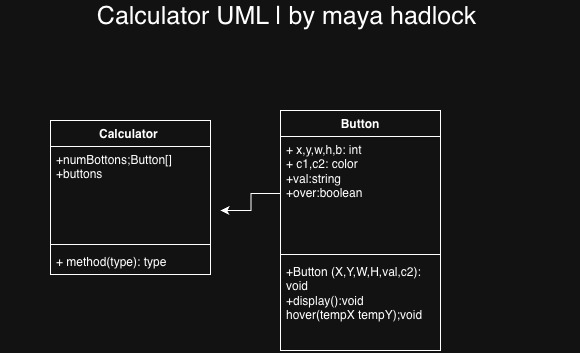 Calculator UML | by maya hadlock
Calculator
+numBottons;Button[]
+buttons
+ method(type): type
Button
+ x,y,w,h,b: int
+ c1,c2: color
+val:string
+over:boolean
+Button (X,Y,W,H,val,c2):
void
+display():void
hover(tempX tempY);void